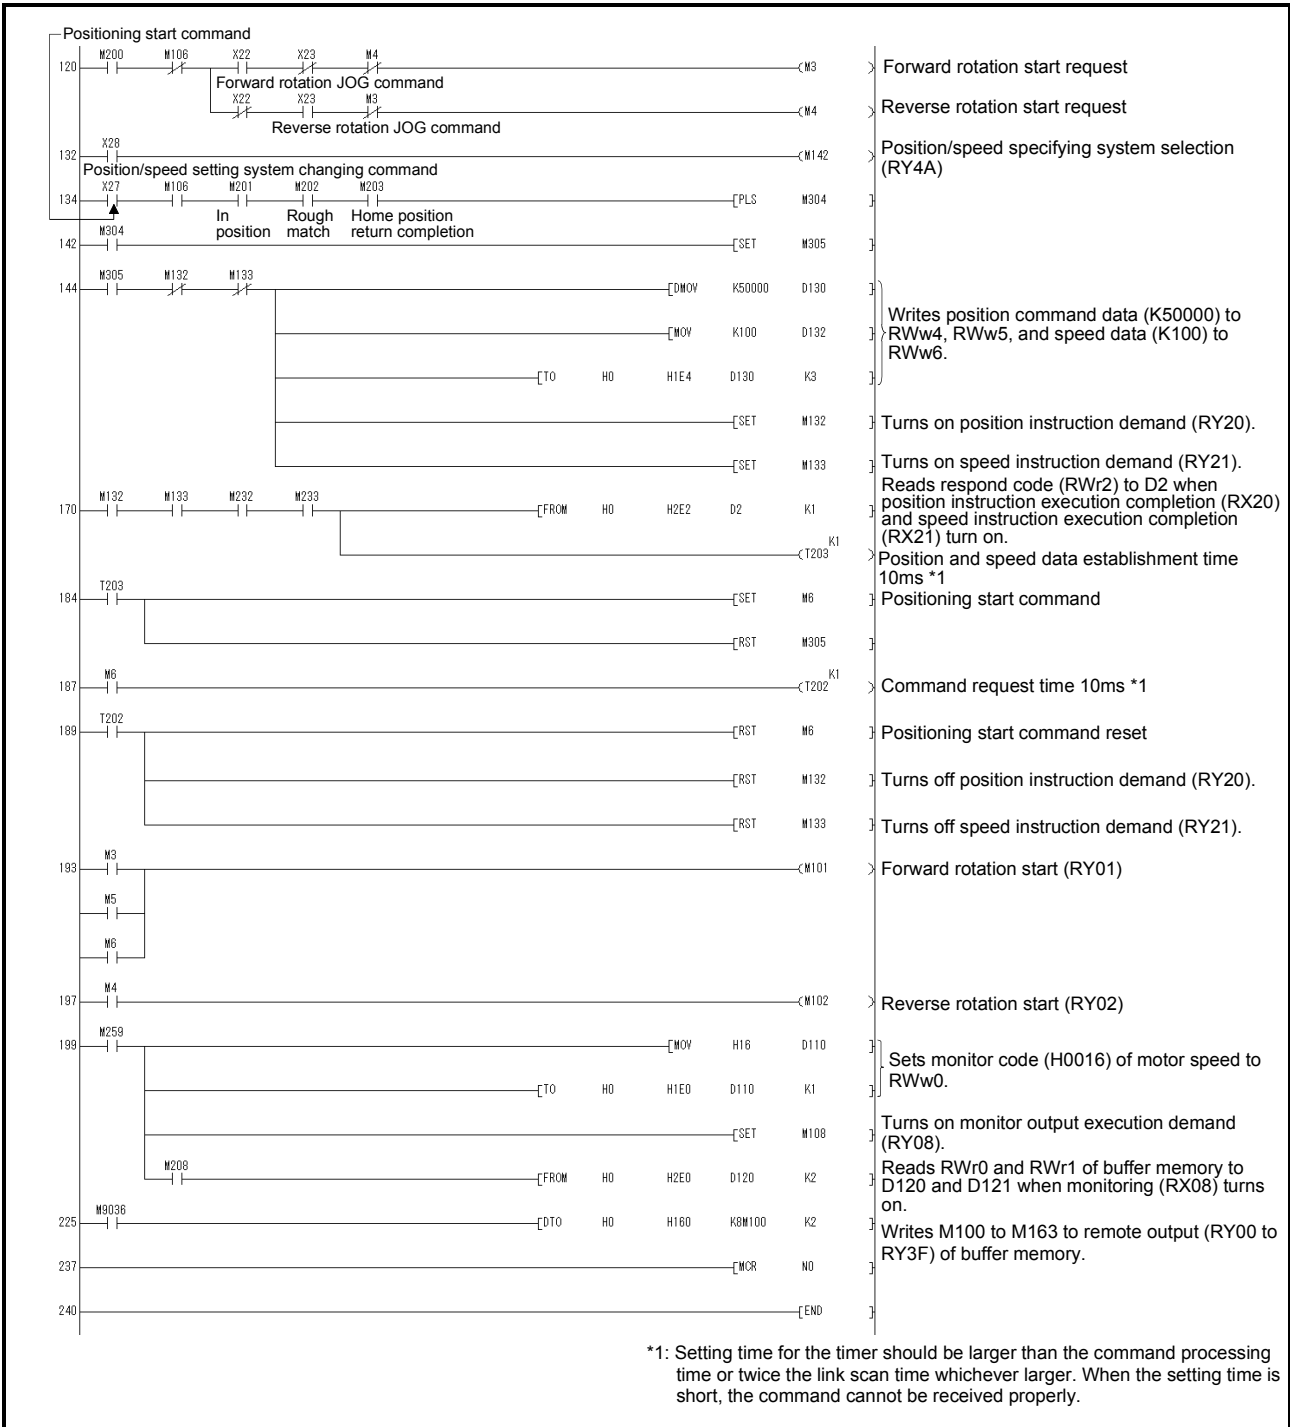 Positioning start command
M200 M106 X22 X23 M4
120 (M3 ) Forward rotation start request
Forward rotation JOG command
X22 X23 M3
(M4 ) Reverse rotation start request
Reverse rotation JOG command
X28
132 (M142 ) Position/speed specifying system selection
(RY4A)
Position/speed setting system changing command
X27 M106 M201 M202 M203
134 [PLS M304 ]
In position
Rough match
Home position return completion
M304
142 [SET M305 ]
M305 M132 M133
144 [DMOV K50000 D130 ]
[MOV K100 D132 ]
[TO H0 H1E4 D130 K3 ]
Writes position command data (K50000) to
RWw4, RWw5, and speed data (K100) to
RWw6.
[SET M132 ] Turns on position instruction demand (RY20).
[SET M133 ] Turns on speed instruction demand (RY21).
M132 M133 M232 M233
170 [FROM H0 H2E2 D2 K1 ]
Reads respond code (RWr2) to D2 when
position instruction execution completion (RX20)
and speed instruction execution completion
(RX21) turn on.
K1
(T203 ) Position and speed data establishment time
10ms *1
T203
184 [SET M6 ] Positioning start command
[RST M305 ]
M6 K1
187 (T202 ) Command request time 10ms *1
T202
189 [RST M6 ] Positioning start command reset
[RST M132 ] Turns off position instruction demand (RY20).
[RST M133 ] Turns off speed instruction demand (RY21).
M3
193 (M101 ) Forward rotation start (RY01)
M5
M6
M4
197 (M102 ) Reverse rotation start (RY02)
M259
199 [MOV H16 D110 ]
[TO H0 H1E0 D110 K1 ]
Sets monitor code (H0016) of motor speed to
RWw0.
[SET M108 ] Turns on monitor output execution demand
(RY08).
M208
[FROM H0 H2E0 D120 K2 ] Reads RWr0 and RWr1 of buffer memory to
D120 and D121 when monitoring (RX08) turns
on.
M9036
225 [DTO H0 H160 K8M100 K2 ] Writes M100 to M163 to remote output (RY00 to
RY3F) of buffer memory.
237 [MCR N0 ]
240 [END ]
*1: Setting time for the timer should be larger than the command processing
time or twice the link scan time whichever larger. When the setting time is
short, the command cannot be received properly.